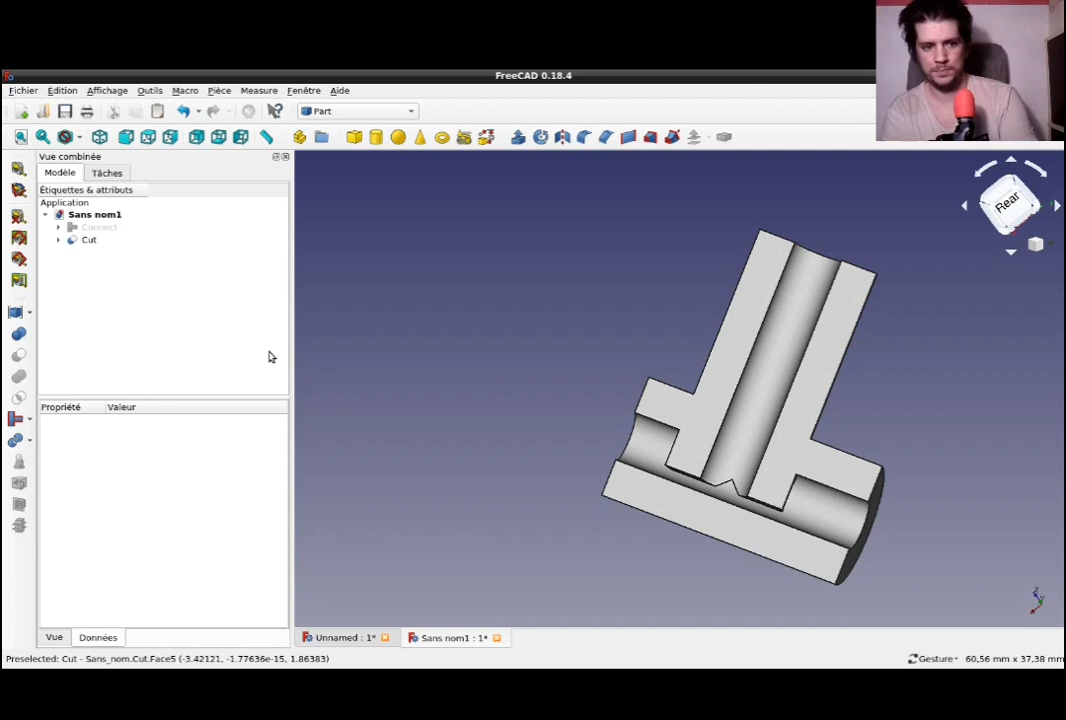 FreeCAD 0.18.4
Fichier Édition Affichage Outils Macro Pièce Measure Fenêtre Aide
Part
Vue combinée
Modèle Tâches
Étiquettes & attributs
Application
Sans nom1
Connect
Cut
Rear
Propriété Valeur
Vue Données
Unnamed : 1* Sans nom1 : 1*
Preselected: Cut - Sans_nom.Cut.Face5 (-3.42121, -1.77636e-15, 1.86383) Gesture 60,56 mm x 37,38 mm